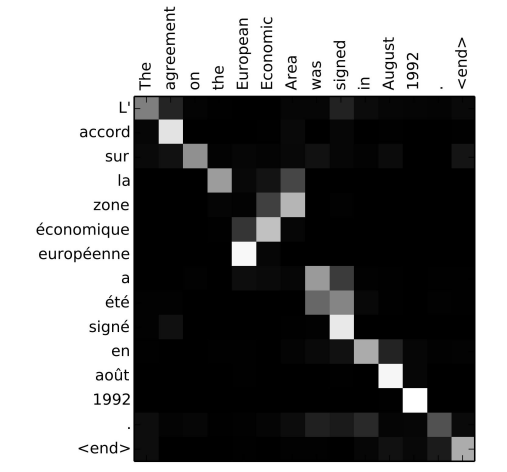 The
agreement
on
the
European
Economic
Area
was
signed
in
August
1992
.
<end>
L'
accord
sur
la
zone
économique
européenne
a
été
signé
en
août
1992
.
<end>